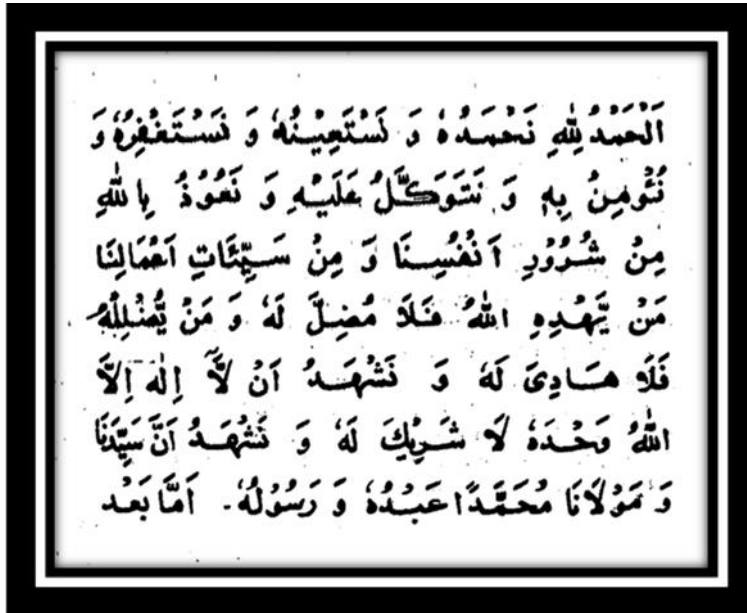 اَلْحَمْدُ لِلّٰهِ نَحْمَدُهٗ وَ نَسْتَعِيْنُهٗ وَ نَسْتَغْفِرُهٗ وَ
نُؤْمِنُ بِهٖ وَ نَتَوَكَّلُ عَلَيْهِ وَ نَعُوْذُ بِاللّٰهِ
مِنْ شُرُوْرِ اَنْفُسِنَا وَ مِنْ سَيِّئَاتِ اَعْمَالِنَا
مَنْ يَّهْدِهِ اللّٰهُ فَلَا مُضِلَّ لَهٗ وَ مَنْ يُّضْلِلْهُ
فَلَا هَادِىَ لَهٗ وَ نَشْهَدُ اَنْ لَّآ اِلٰهَ اِلَّا
اللّٰهُ وَحْدَهٗ لَا شَرِيْكَ لَهٗ وَ نَشْهَدُ اَنَّ سَيِّدَنَا
وَ مَوْلَانَا مُحَمَّدًا عَبْدُهٗ وَ رَسُوْلُهٗ۔ اَمَّا بَعْد